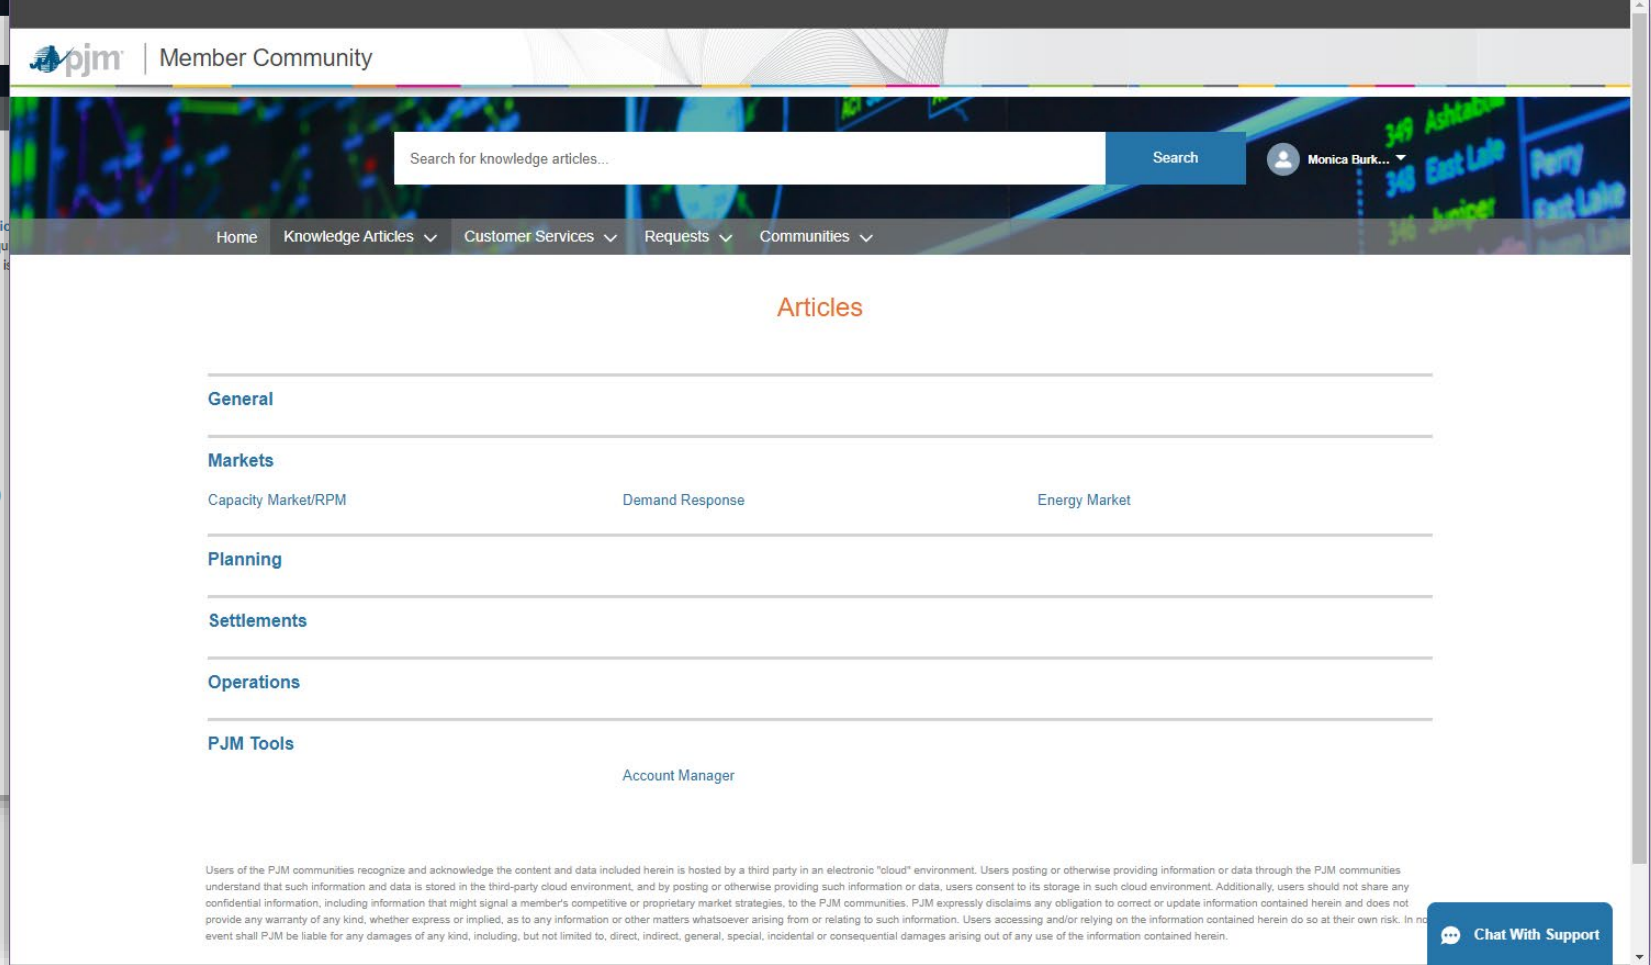 pjm
Member Community
349 Ashtabula
Search for knowledge articles...
Search
Monica Burk...
348 East Lake
Perry
346 Juniper
East Lake
Home
Knowledge Articles
Customer Services
Requests
Communities
Articles
General
Markets
Capacity Market/RPM
Demand Response
Energy Market
Planning
Settlements
Operations
PJM Tools
Account Manager
Users of the PJM communities recognize and acknowledge the content and data included herein is hosted by a third party in an electronic "cloud" environment. Users posting or otherwise providing information or data through the PJM communities
understand that such information and data is stored in the third-party cloud environment, and by posting or otherwise providing such information or data, users consent to its storage in such cloud environment. Additionally, users should not share any
confidential information, including information that might signal a member's competitive or proprietary market strategies, to the PJM communities. PJM expressly disclaims any obligation to correct or update information contained herein and does not
provide any warranty of any kind, whether express or implied, as to any information or other matters whatsoever arising from or relating to such information. Users accessing and/or relying on the information contained herein do so at their own risk. In no
event shall PJM be liable for any damages of any kind, including, but not limited to, direct, indirect, general, special, incidental or consequential damages arising out of any use of the information contained herein.
Chat With Support